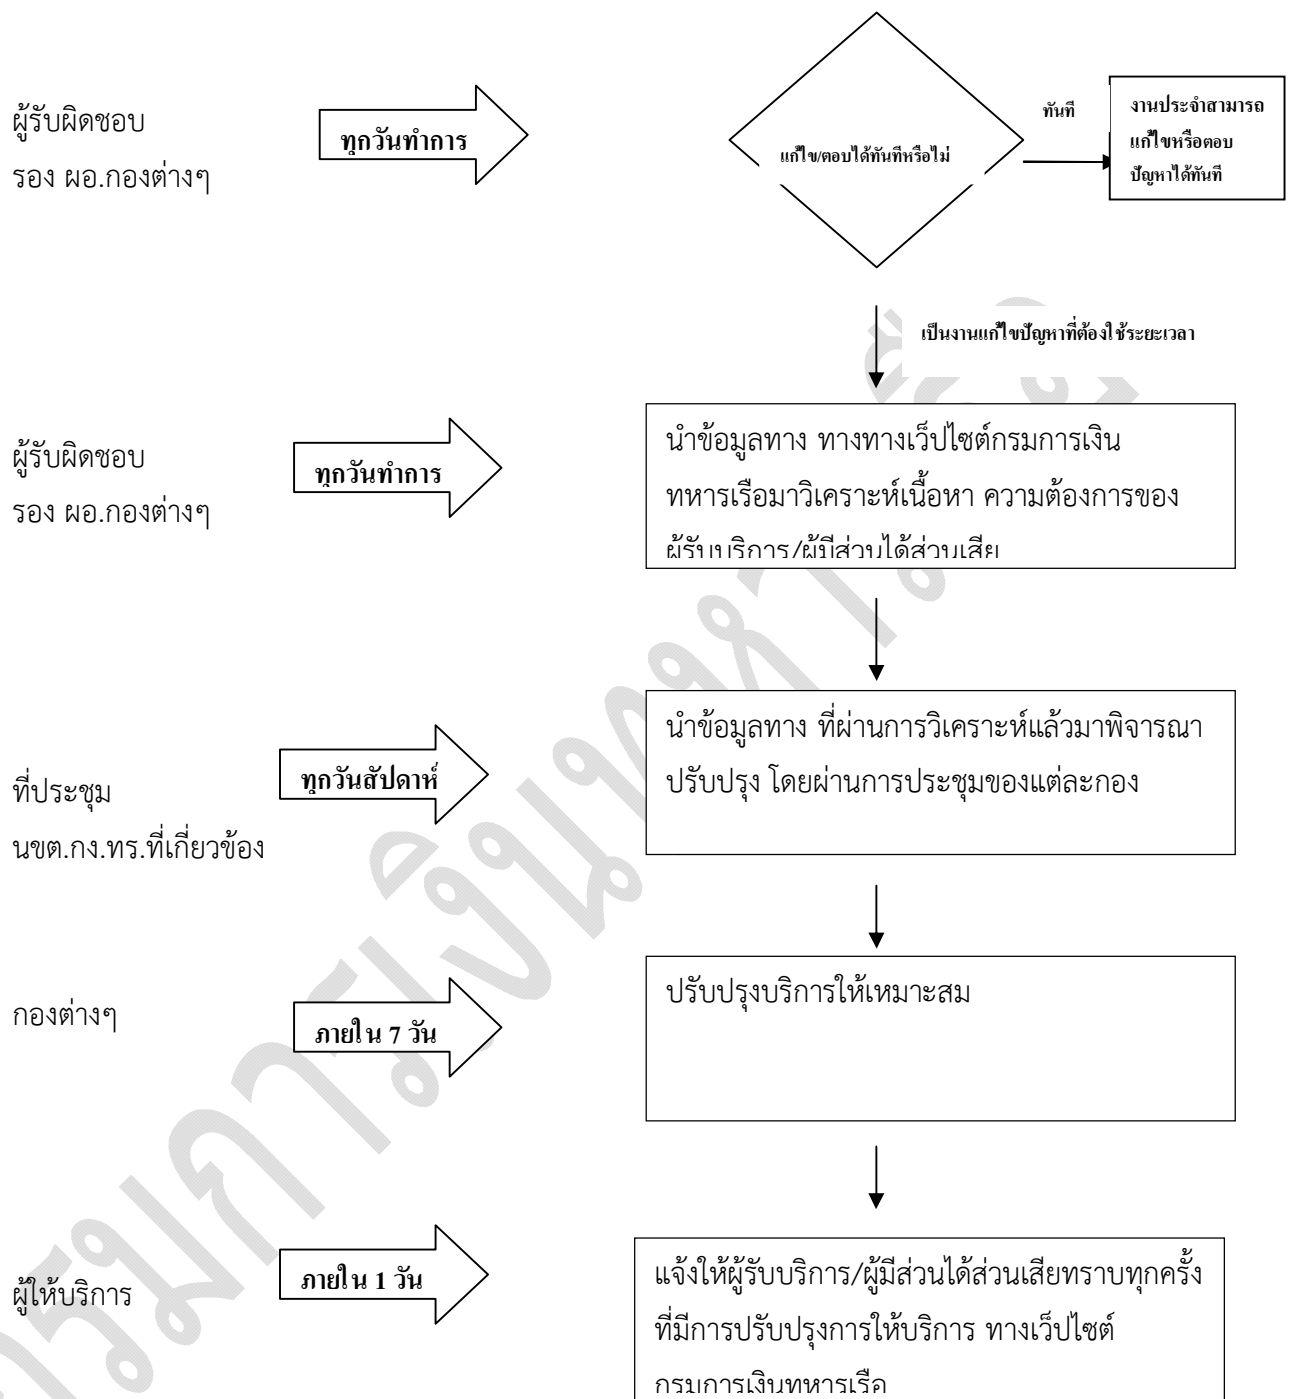 ผู้รับผิดชอบ
รอง ผอ.กองต่างๆ
ทุกวันทำการ
แก้ไข/ตอบได้ทันทีหรือไม่
ทันที
งานประจำสามารถ
แก้ไขหรือตอบ
ปัญหาได้ทันที
เป็นงานแก้ไขปัญหาที่ต้องใช้ระยะเวลา
ผู้รับผิดชอบ
รอง ผอ.กองต่างๆ
ทุกวันทำการ
นำข้อมูลทาง ทางทางเว็ปไซต์กรมการเงิน
ทหารเรือมาวิเคราะห์เนื้อหา ความต้องการของ
ผู้รับบริการ/ผู้มีส่วนได้ส่วนเสีย
ที่ประชุม
นขต.กง.ทร.ที่เกี่ยวข้อง
ทุกวันสัปดาห์
นำข้อมูลทาง ที่ผ่านการวิเคราะห์แล้วมาพิจารณา
ปรับปรุง โดยผ่านการประชุมของแต่ละกอง
กองต่างๆ
ภายใน 7 วัน
ปรับปรุงบริการให้เหมาะสม
ผู้ให้บริการ
ภายใน 1 วัน
แจ้งให้ผู้รับบริการ/ผู้มีส่วนได้ส่วนเสียทราบทุกครั้ง
ที่มีการปรับปรุงการให้บริการ ทางเว็ปไซต์
กรมการเงินทหารเรือ
กรมการเงินทหารเรือ